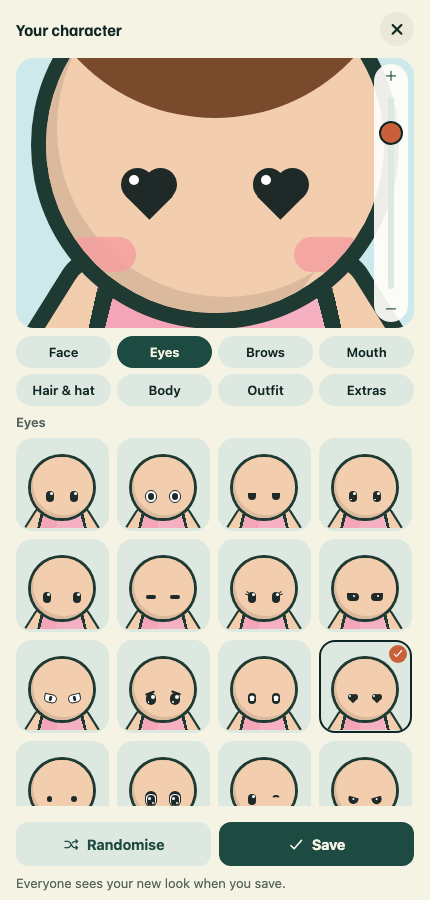 Your character
Face
Eyes
Brows
Mouth
Hair & hat
Body
Outfit
Extras
Eyes
Randomise
Save
Everyone sees your new look when you save.